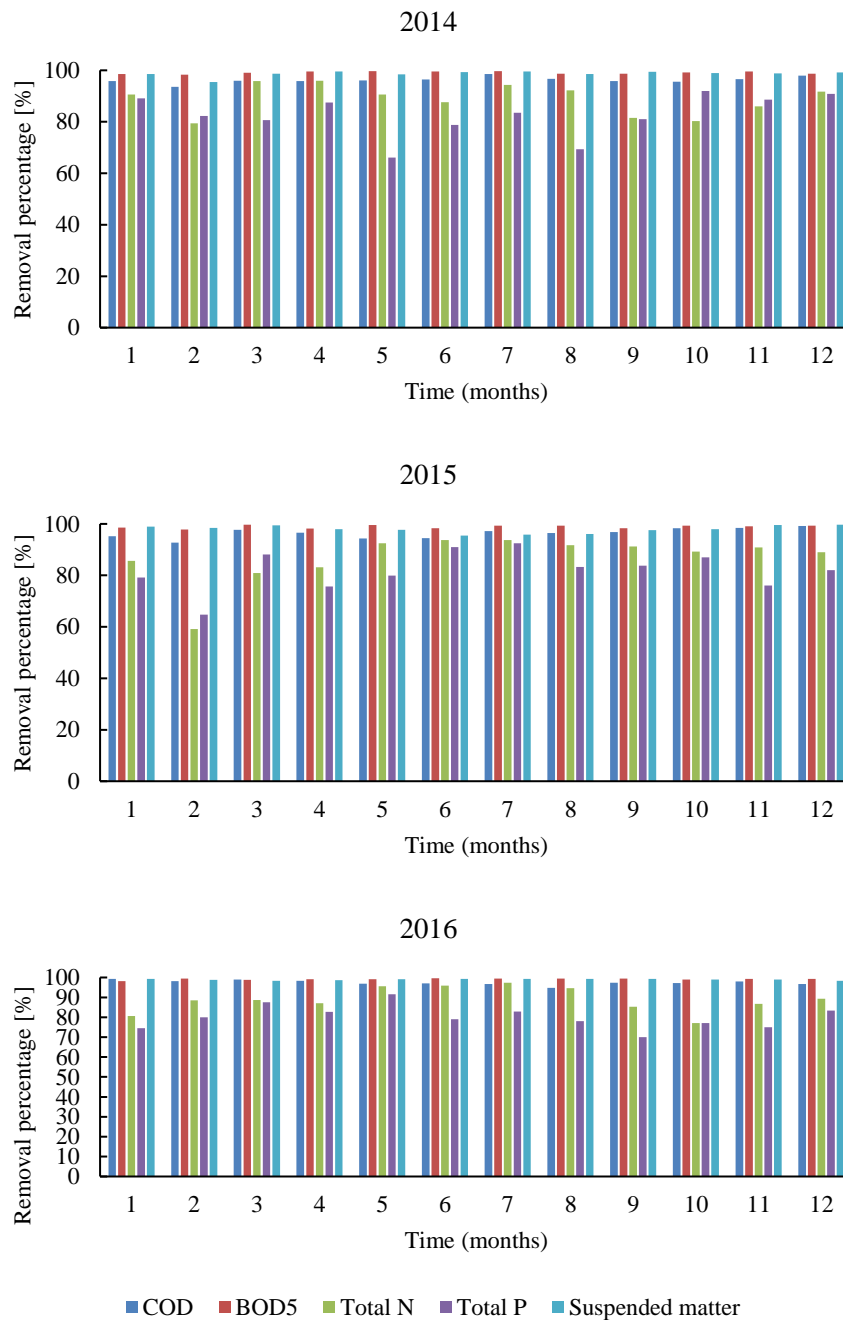 2014
Removal percentage [%]
100
80
60
40
20
0
1 2 3 4 5 6 7 8 9 10 11 12
Time (months)
2015
Removal percentage [%]
100
80
60
40
20
0
1 2 3 4 5 6 7 8 9 10 11 12
Time (months)
2016
Removal percentage [%]
100
90
80
70
60
50
40
30
20
10
0
1 2 3 4 5 6 7 8 9 10 11 12
Time (months)
COD BOD5 Total N Total P Suspended matter